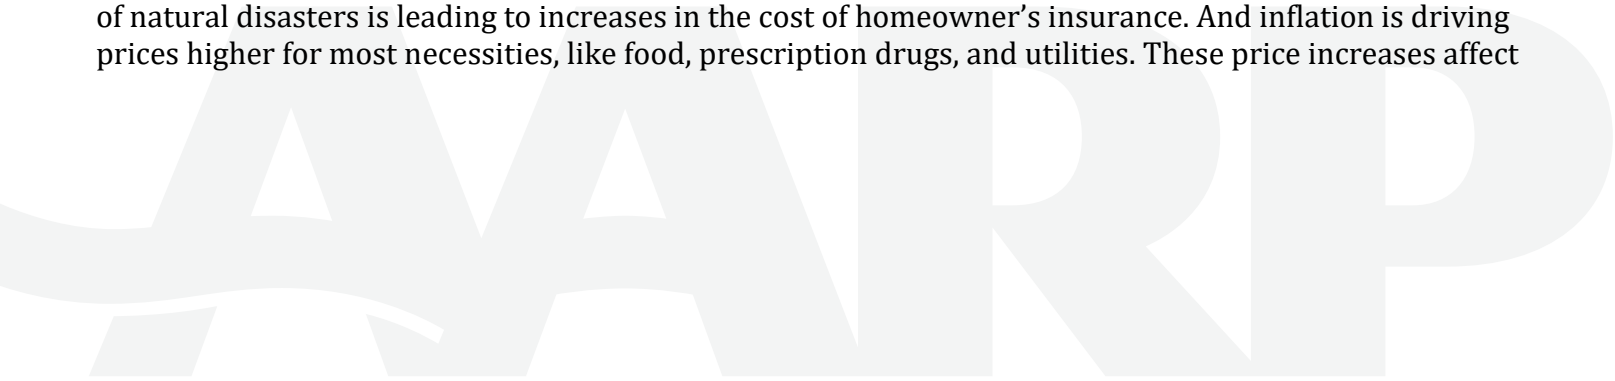 of natural disasters is leading to increases in the cost of homeowner’s insurance. And inflation is driving
prices higher for most necessities, like food, prescription drugs, and utilities. These price increases affect
AARP